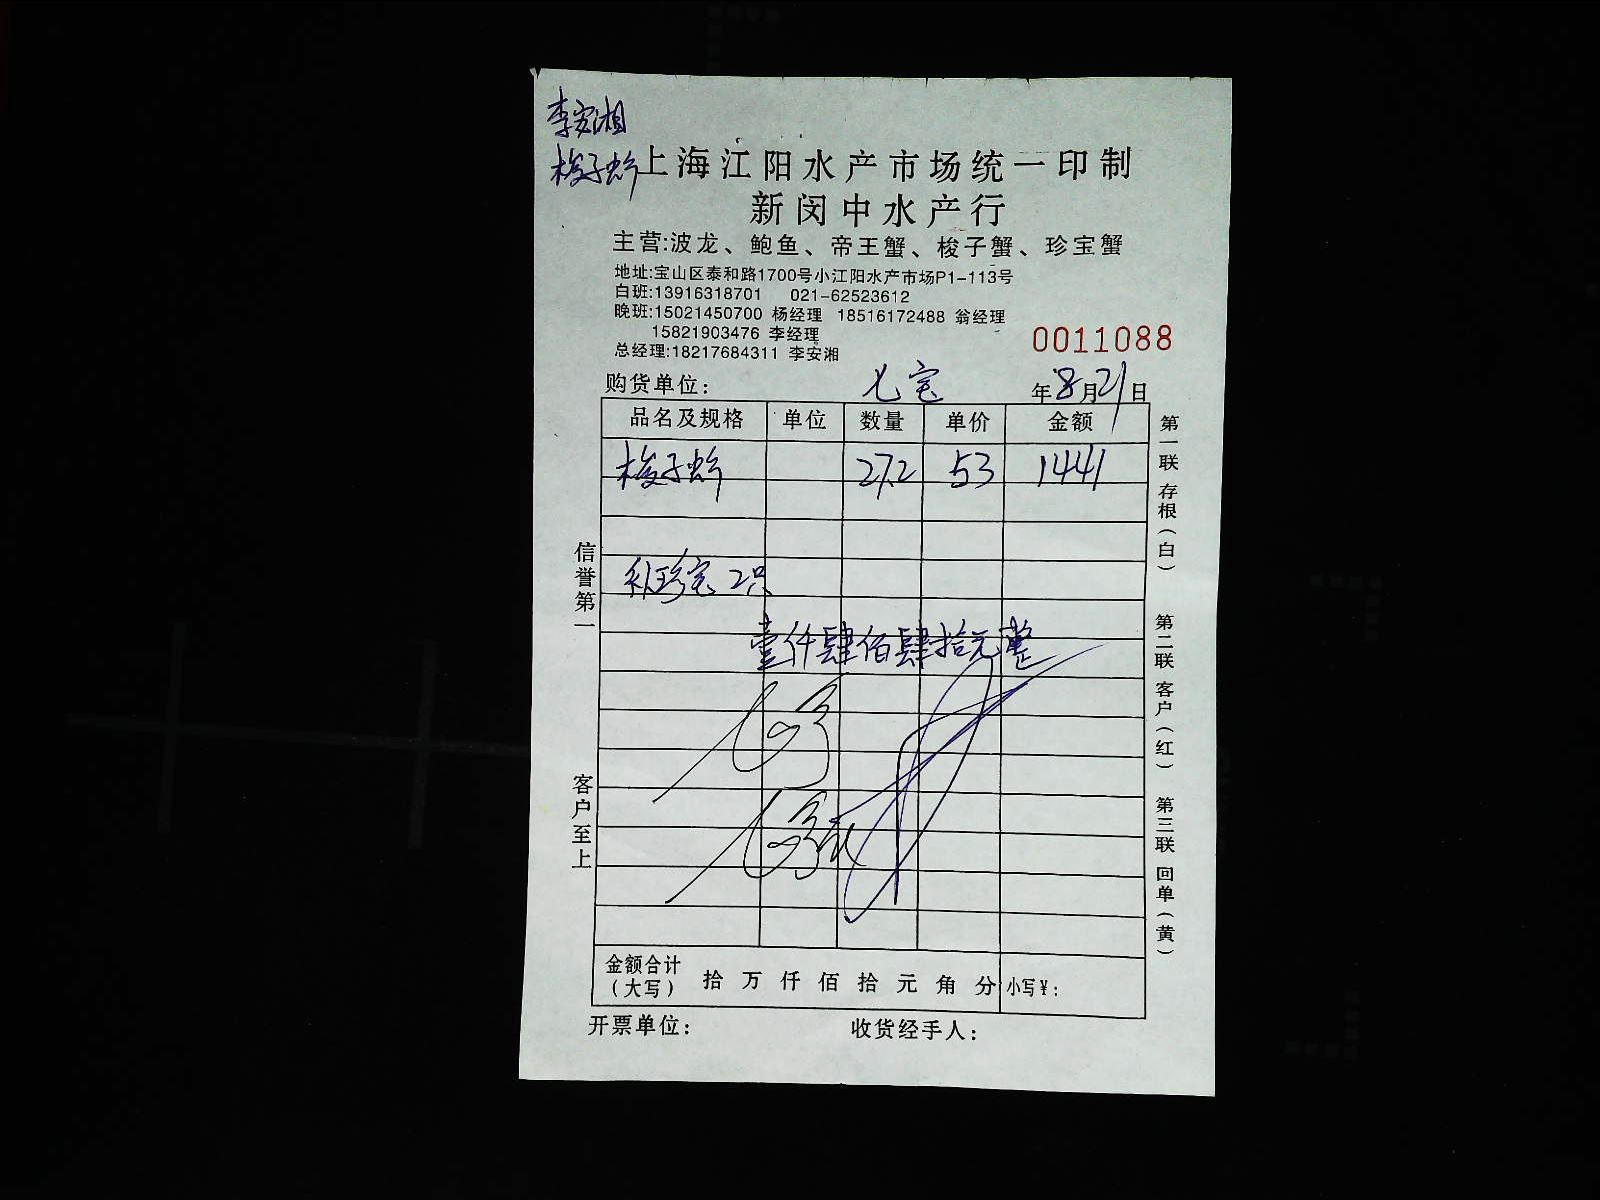 李安湘
梭子蟹
上海江阳水产市场统一印制
新闵中水产行
主营:波龙、鲍鱼、帝王蟹、梭子蟹、珍宝蟹
地址:宝山区泰和路1700号小江阳水产市场P1-113号
白班:13916318701 021-62523612
晚班:15021450700 杨经理 18516172488 翁经理
15821903476 李经理
总经理:18217684311 李安湘
0011088
购货单位: 七宝 年8月21日
品名及规格 单位 数量 单价 金额
梭子蟹 27.2 53 1441
补珍宝 2只
壹仟肆佰肆拾元整
金额合计(大写) 拾 万 仟 佰 拾 元 角 分 小写¥:
开票单位: 收货经手人:
信誉第一
客户至上
第一联 存根(白)
第二联 客户(红)
第三联 回单(黄)